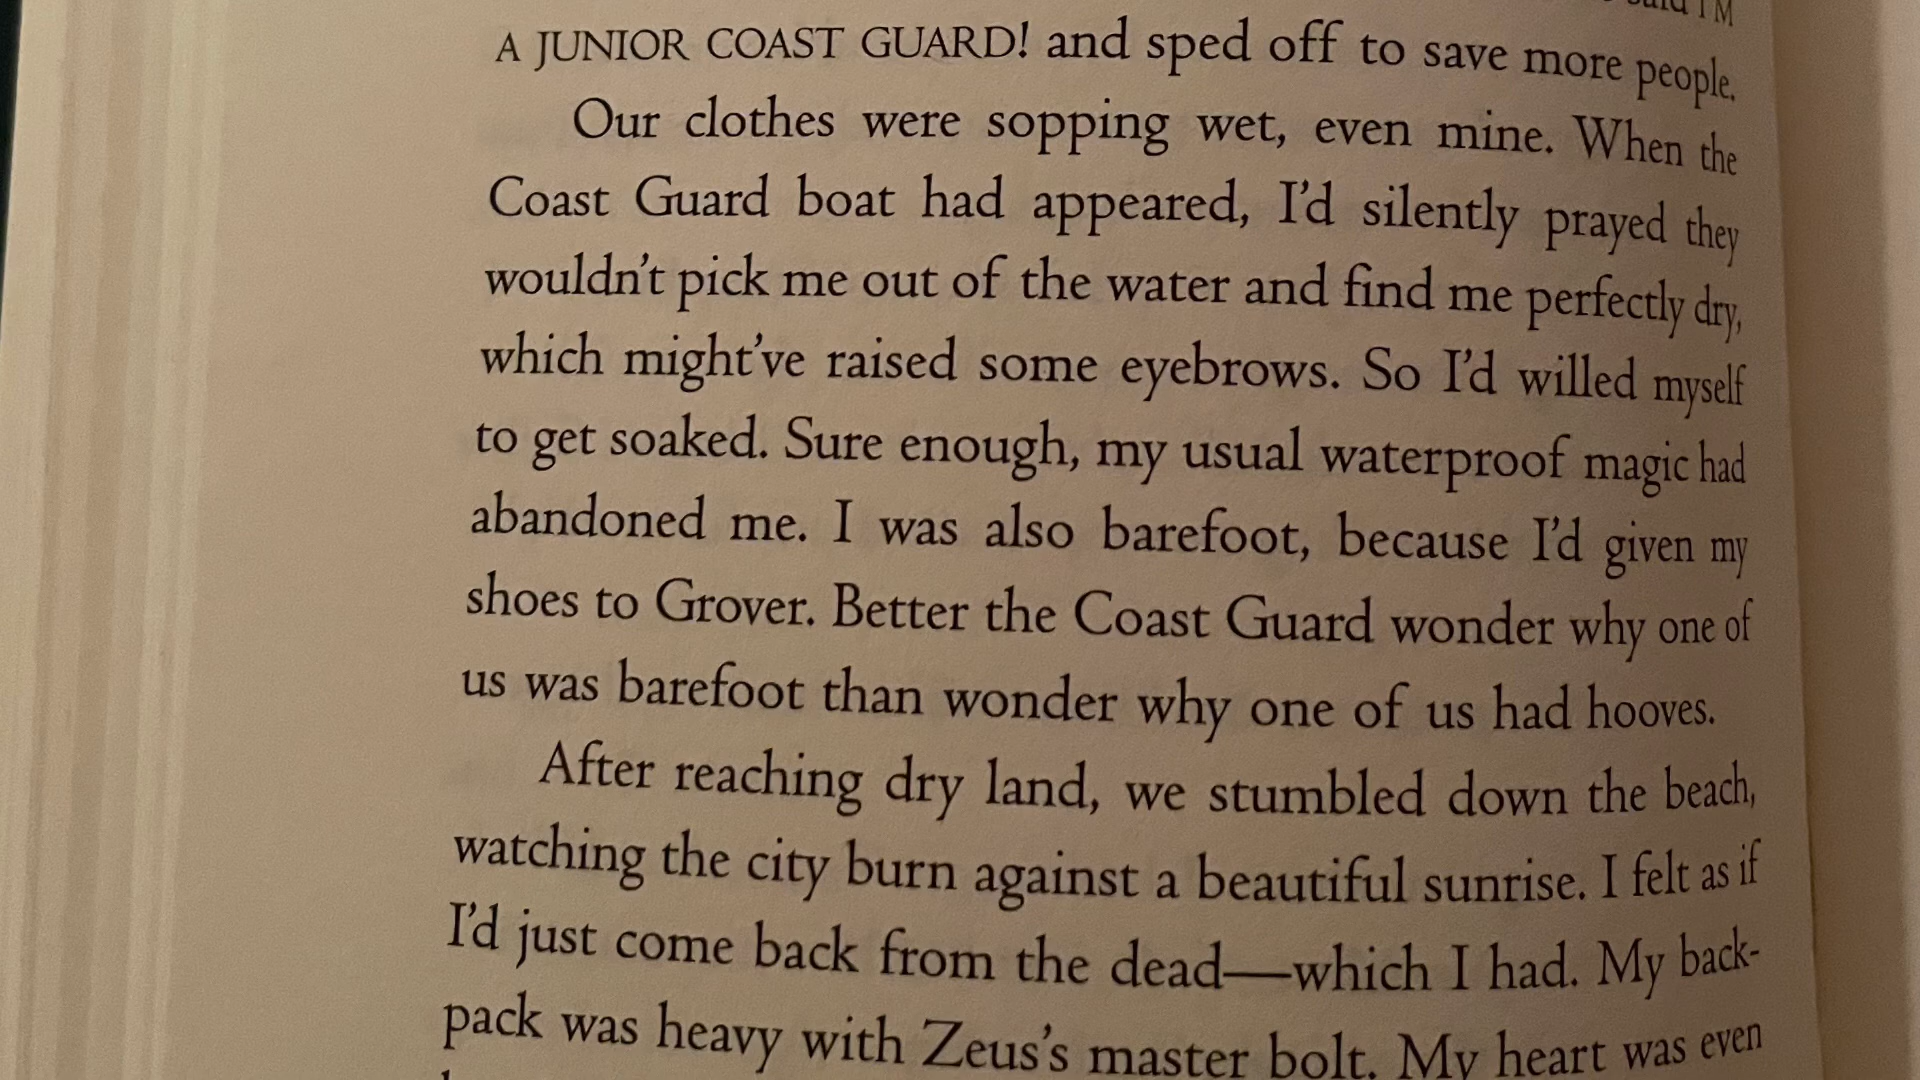 I'M
A JUNIOR COAST GUARD! and sped off to save more people.
Our clothes were sopping wet, even mine. When the
Coast Guard boat had appeared, I'd silently prayed they
wouldn't pick me out of the water and find me perfectly dry,
which might've raised some eyebrows. So I'd willed myself
to get soaked. Sure enough, my usual waterproof magic had
abandoned me. I was also barefoot, because I'd given my
shoes to Grover. Better the Coast Guard wonder why one of
us was barefoot than wonder why one of us had hooves.
After reaching dry land, we stumbled down the beach,
watching the city burn against a beautiful sunrise. I felt as if
I'd just come back from the dead—which I had. My back-
pack was heavy with Zeus's master bolt. My heart was even